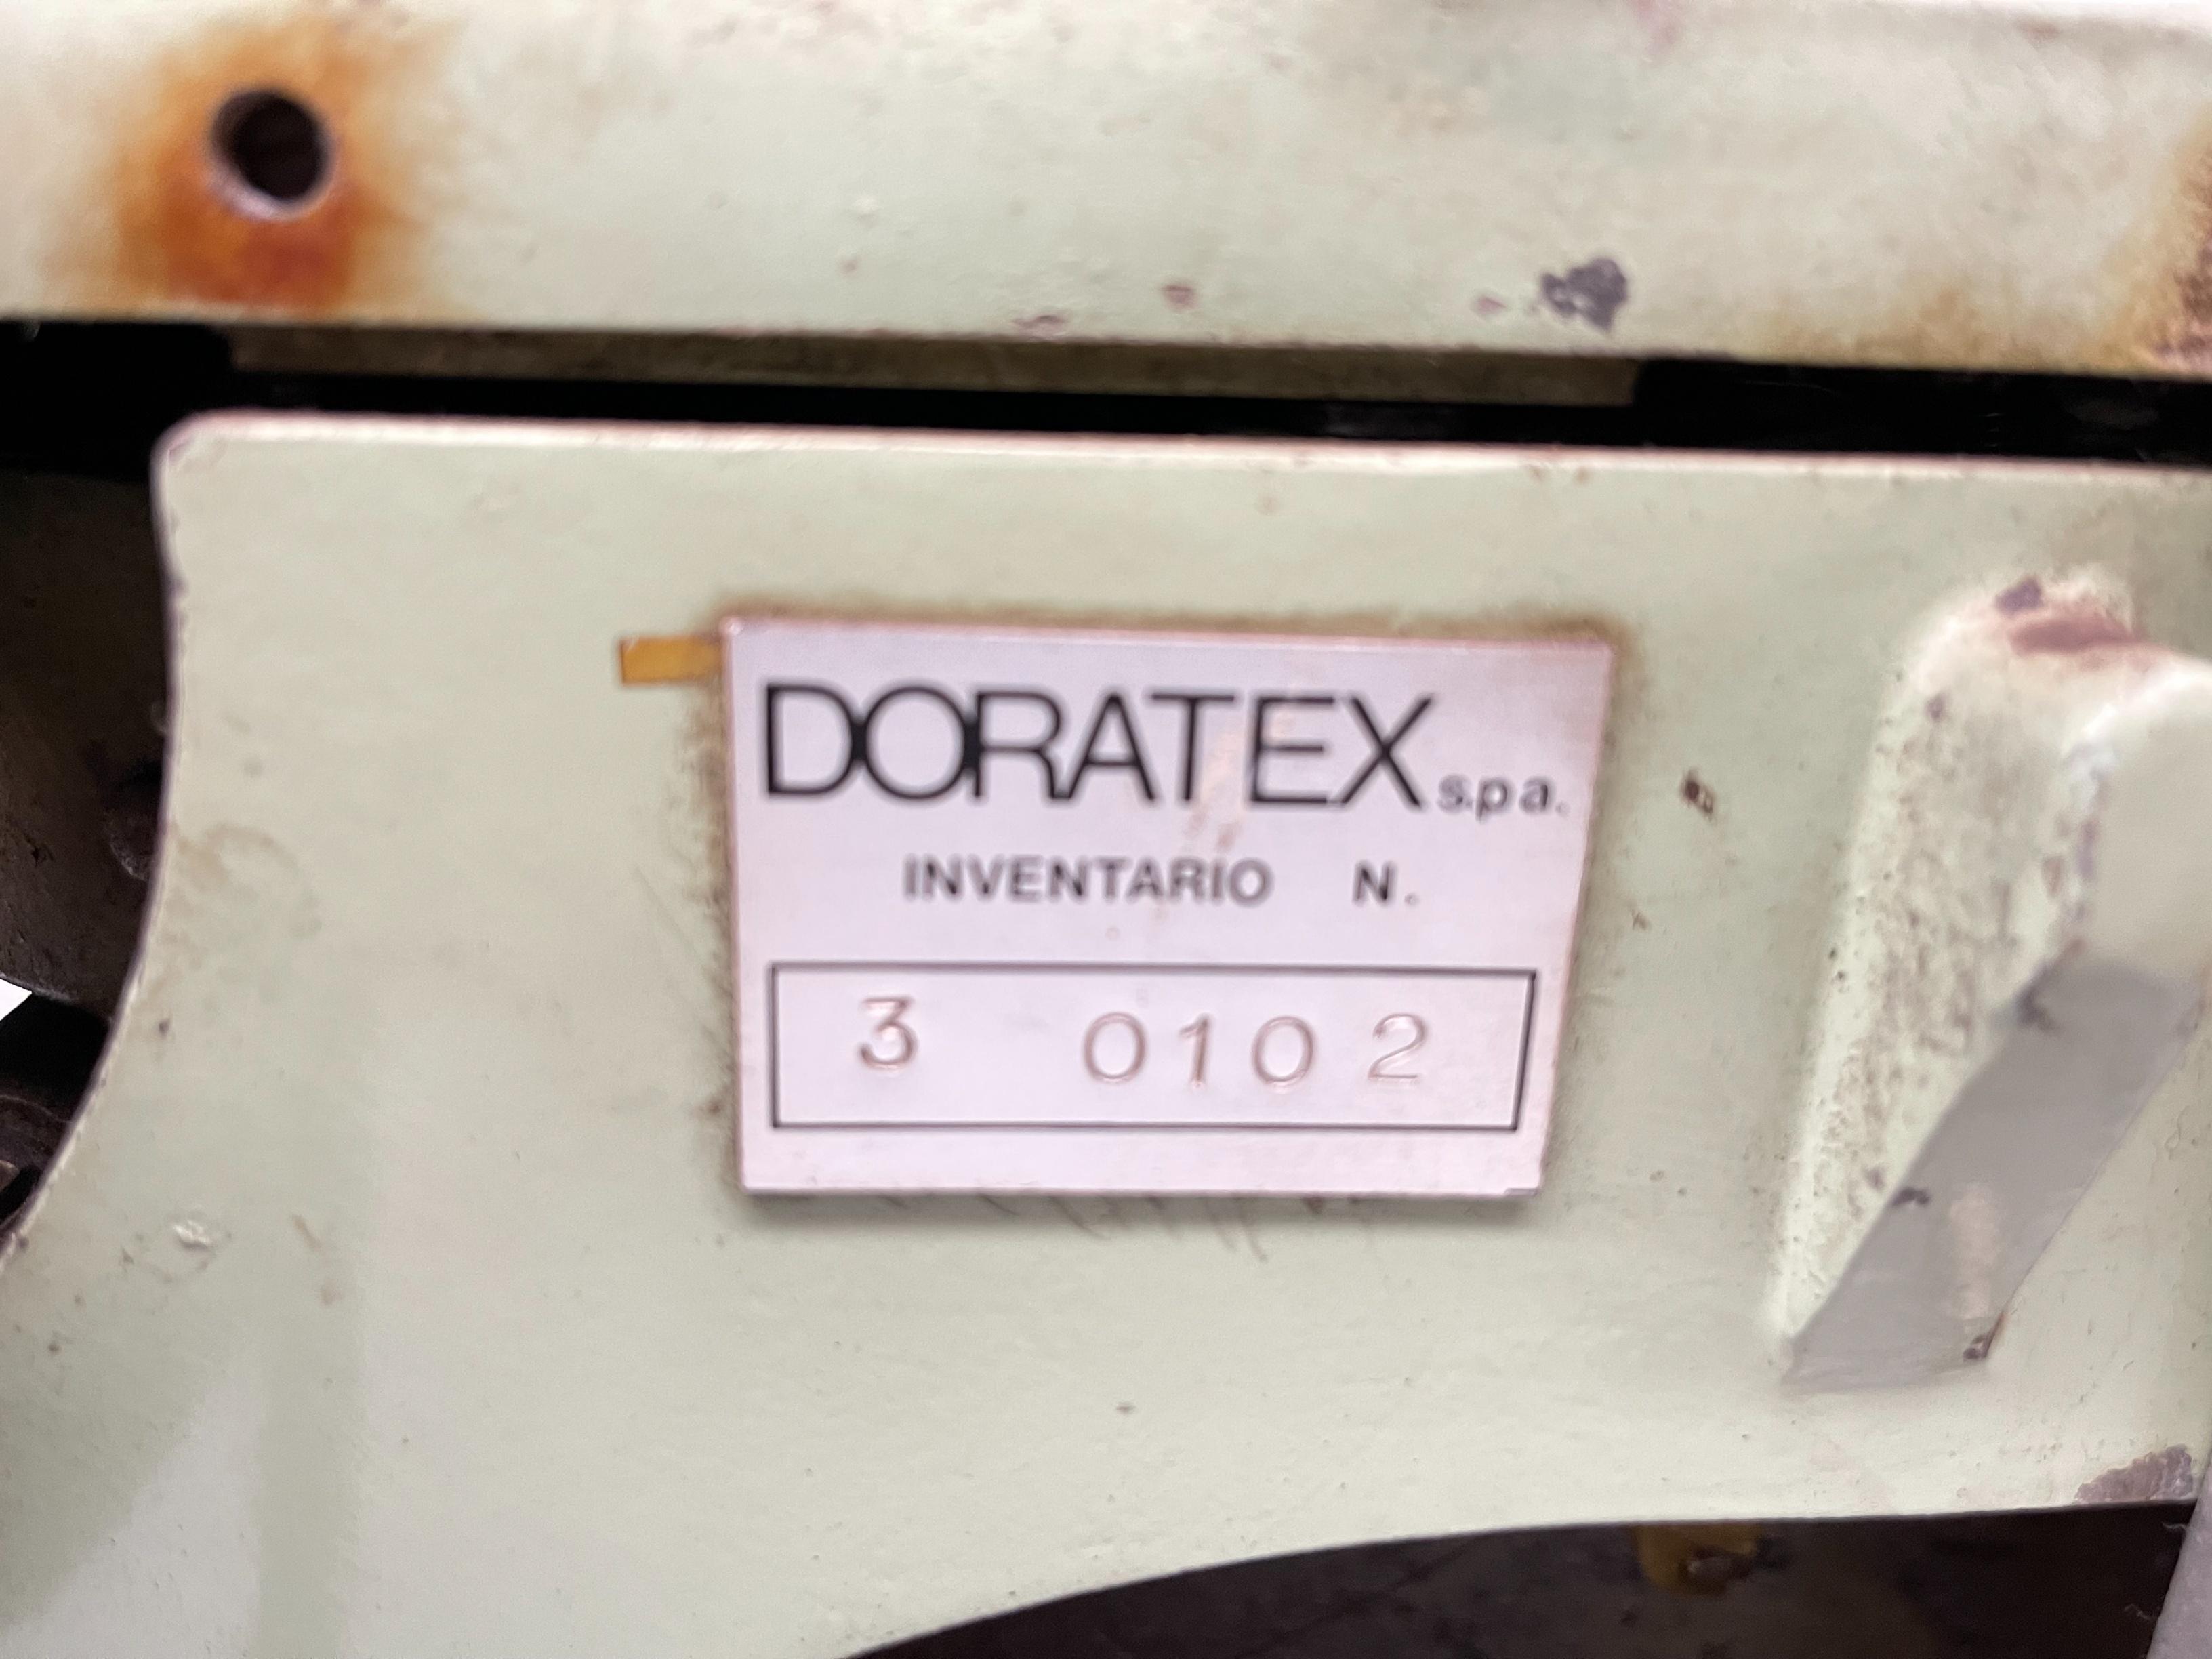 DORATEX s.p.a.
INVENTARIO N.
3 0102